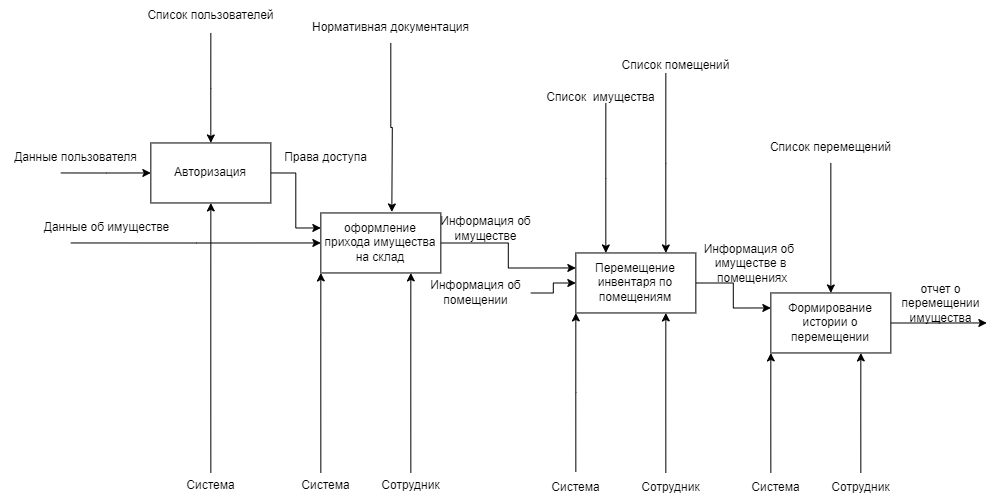 Список пользователей
Нормативная документация
Список помещений
Список имущества
Список перемещений
Данные пользователя
Авторизация
Права доступа
Данные об имуществе
оформление
прихода имущества
на склад
Информация об
имуществе
Информация об
помещении
Перемещение
инвентаря по
помещениям
Информация об
имуществе в
помещениях
Формирование
истории о
перемещении
отчет о
перемещении
имущества
Система
Система
Сотрудник
Система
Сотрудник
Система
Сотрудник